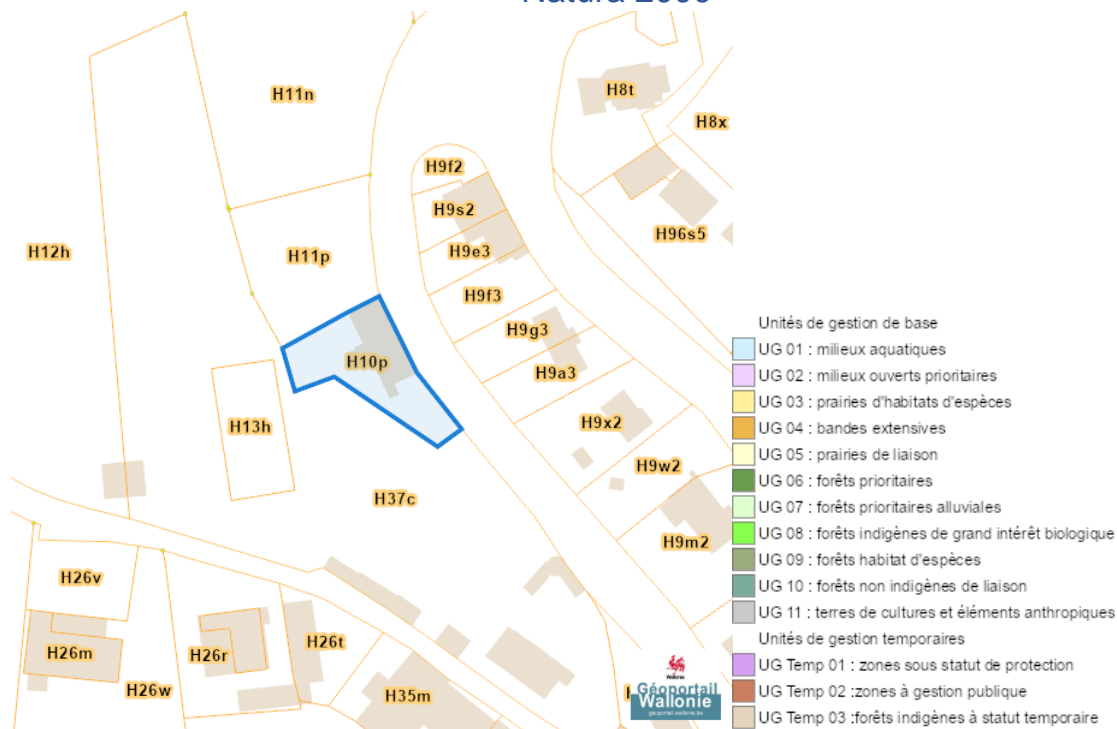 H11n
H8t
H8x
H9f2
H9s2
H96s5
H12h
H11p
H9e3
H9f3
H9g3
H10p
H9a3
H13h
H9x2
H9w2
H37c
H9m2
H26v
H26m
H26r
H26t
H26w
H35m
Wallonie
Géoportail
Wallonie
geoportail.wallonie.be
Unités de gestion de base
UG 01 : milieux aquatiques
UG 02 : milieux ouverts prioritaires
UG 03 : prairies d'habitats d'espèces
UG 04 : bandes extensives
UG 05 : prairies de liaison
UG 06 : forêts prioritaires
UG 07 : forêts prioritaires alluviales
UG 08 : forêts indigènes de grand intérêt biologique
UG 09 : forêts habitat d'espèces
UG 10 : forêts non indigènes de liaison
UG 11 : terres de cultures et éléments anthropiques
Unités de gestion temporaires
UG Temp 01 : zones sous statut de protection
UG Temp 02 :zones à gestion publique
UG Temp 03 :forêts indigènes à statut temporaire